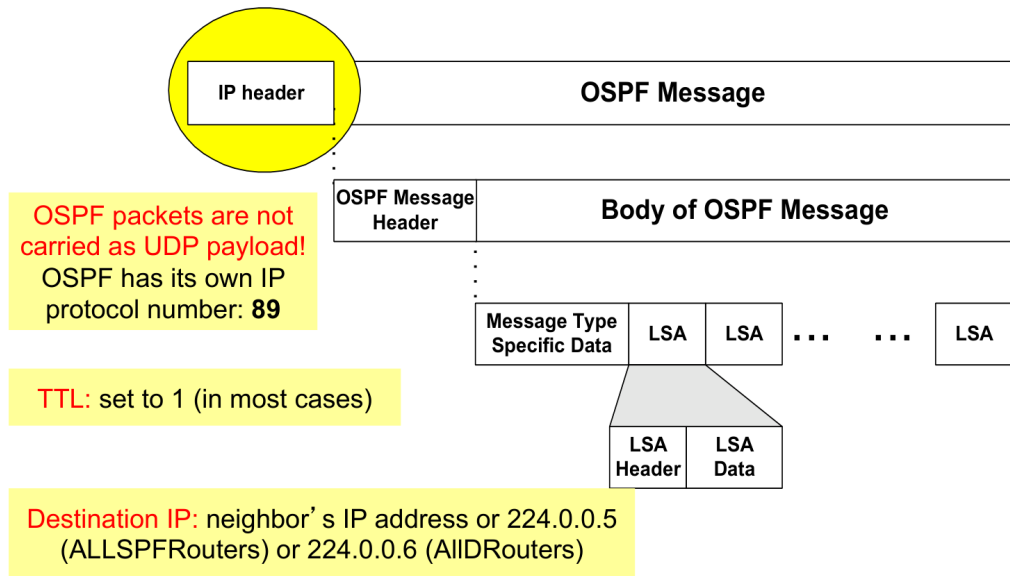 IP header
OSPF Message
OSPF Message
Header
Body of OSPF Message
OSPF packets are not
carried as UDP payload!
OSPF has its own IP
protocol number: 89
Message Type
Specific Data
LSA
LSA
... ...
LSA
TTL: set to 1 (in most cases)
LSA
Header
LSA
Data
Destination IP: neighbor’s IP address or 224.0.0.5
(ALLSPFRouters) or 224.0.0.6 (AllDRouters)